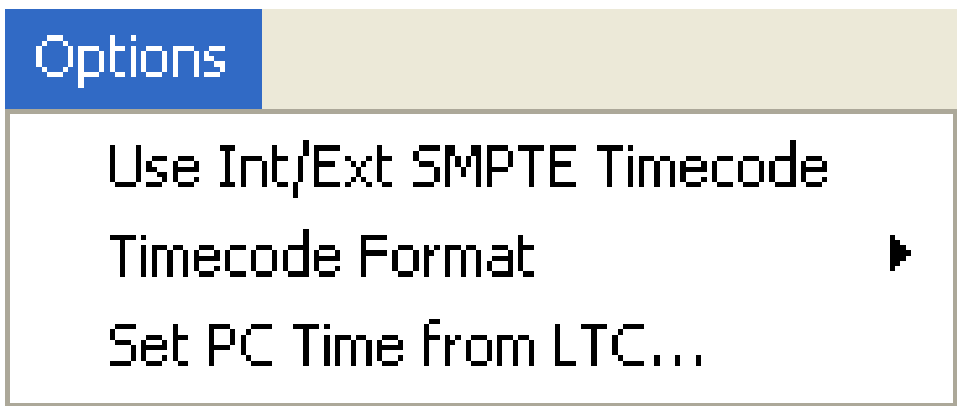 Options
Use Int/Ext SMPTE Timecode
Timecode Format
Set PC Time from LTC...